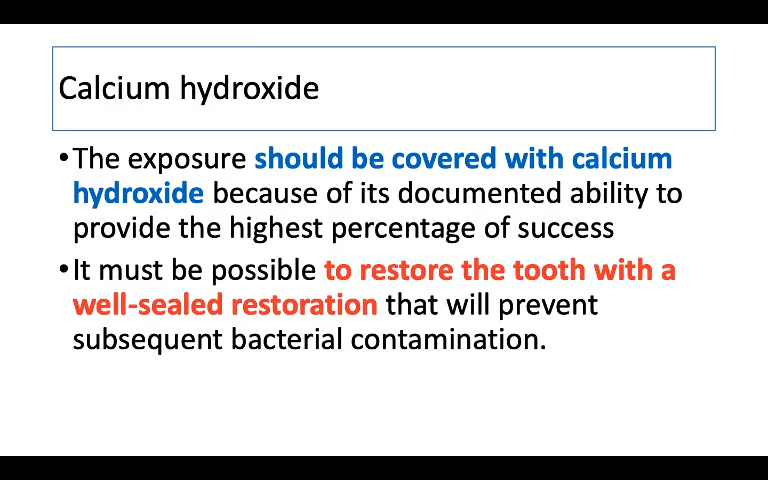 Calcium hydroxide
•The exposure should be covered with calcium
hydroxide because of its documented ability to
provide the highest percentage of success
•It must be possible to restore the tooth with a
well-sealed restoration that will prevent
subsequent bacterial contamination.